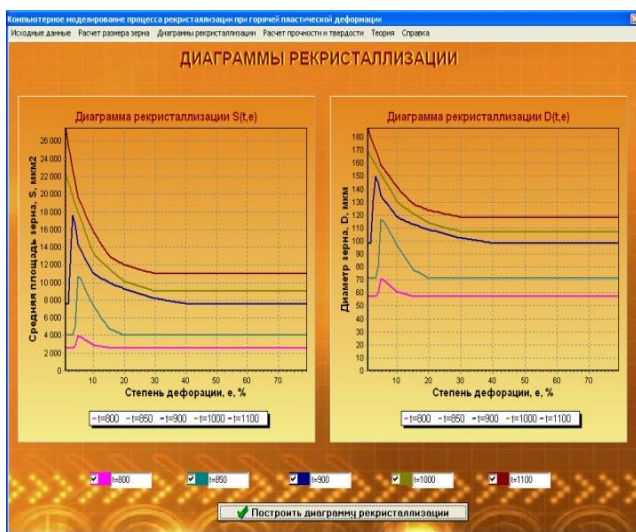 Компьютерное моделирование процесса рекристаллизации при горячей пластической деформации
Исходные данные Расчет размера зерна Диаграммы рекристаллизации Расчет прочности и твердости Теория Справка
ДИАГРАММЫ РЕКРИСТАЛЛИЗАЦИИ
Диаграмма рекристаллизации S(t,e)
Средняя площадь зерна, S, мкм2
26 000
24 000
22 000
20 000
18 000
16 000
14 000
12 000
10 000
8 000
6 000
4 000
2 000
0
10 20 30 40 50 60 70
Степень дефорации, е, %
t=800 t=850 t=900 t=1000 t=1100
Диаграмма рекристаллизации D(t,e)
Диаметр зерна, D, мкм
180
170
160
150
140
130
120
110
100
90
80
70
60
50
40
30
20
10
0
10 20 30 40 50 60 70
Степень дефорации, е, %
t=800 t=850 t=900 t=1000 t=1100
t=800 t=850 t=900 t=1000 t=1100
Построить диаграмму рекристаллизации